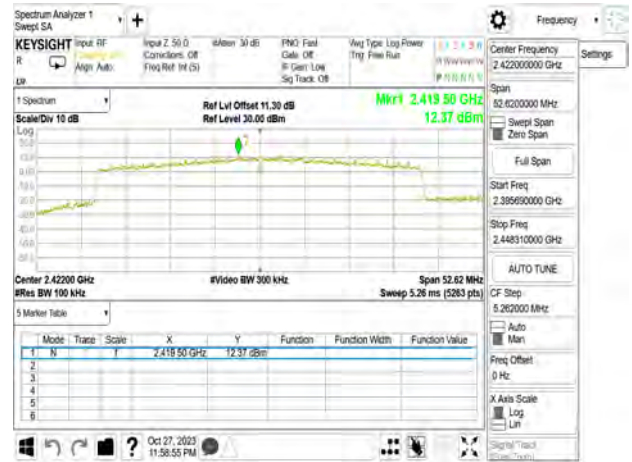 Spectrum Analyzer 1
Swept SA
+
Frequency
KEYSIGHT
R
Input: RF
Align: Auto
Input Z: 50 Ω
Corrections: Off
Freq Ref: Int (S)
#Atten: 30 dB
PNO: Fast
Gate: Off
IF Gain: Low
Sig Track: Off
Avg Type: Log-Power
Trig: Free Run
Center Frequency
2.422000000 GHz
Settings
Span
52.6200000 MHz
Swept Span
Zero Span
Full Span
Start Freq
2.395690000 GHz
Stop Freq
2.448310000 GHz
AUTO TUNE
CF Step
5.262000 MHz
Auto
Man
Freq Offset
0 Hz
X Axis Scale
Log
Lin
Signal Track
1 Spectrum
Scale/Div 10 dB
Log
Ref Lvl Offset 11.30 dB
Ref Level 30.00 dBm
Mkr1 2.419 50 GHz
12.37 dBm
Center 2.42200 GHz
#Res BW 100 kHz
#Video BW 300 kHz
Span 52.62 MHz
Sweep 5.26 ms (5263 pts)
5 Marker Table
Mode Trace Scale X Y Function Function Width Function Value
1 N f 2.419 50 GHz 12.37 dBm
2
3
4
5
6
?
Oct 27, 2023
11:58:55 PM